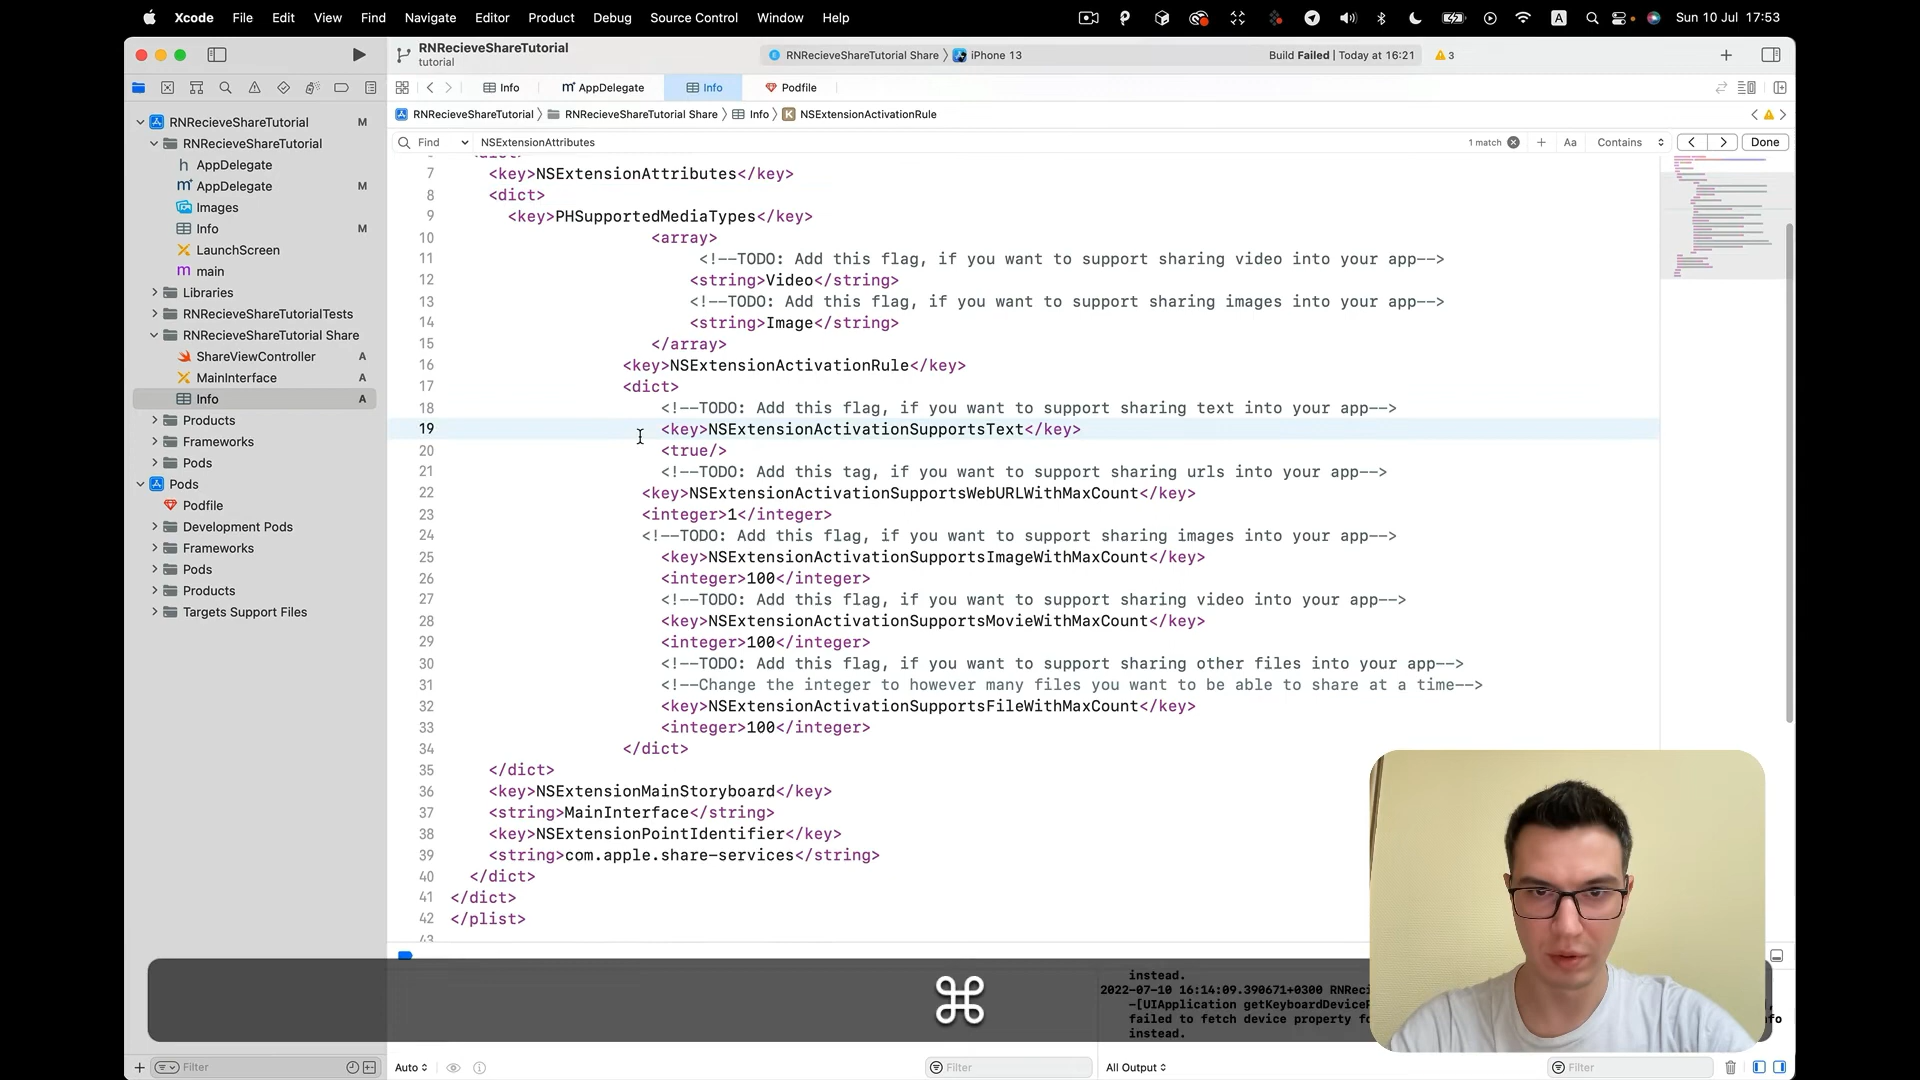 Xcode File Edit View Find Navigate Editor Product Debug Source Control Window Help A Sun 10 Jul 17:53
RNRecieveShareTutorial
tutorial
RNRecieveShareTutorial Share iPhone 13 Build Failed | Today at 16:21 3
Info AppDelegate Info Podfile
RNRecieveShareTutorial RNRecieveShareTutorial Share Info K NSExtensionActivationRule
Find NSExtensionAttributes 1 match Aa Contains Done
RNRecieveShareTutorial M
RNRecieveShareTutorial
h AppDelegate
m AppDelegate M
Images
Info M
LaunchScreen
m main
Libraries
RNRecieveShareTutorialTests
RNRecieveShareTutorial Share
ShareViewController A
MainInterface A
Info A
Products
Frameworks
Pods
Pods
Podfile
Development Pods
Frameworks
Pods
Products
Targets Support Files
7 <key>NSExtensionAttributes</key>
8 <dict>
9 <key>PHSupportedMediaTypes</key>
10 <array>
11 <!--TODO: Add this flag, if you want to support sharing video into your app-->
12 <string>Video</string>
13 <!--TODO: Add this flag, if you want to support sharing images into your app-->
14 <string>Image</string>
15 </array>
16 <key>NSExtensionActivationRule</key>
17 <dict>
18 <!--TODO: Add this flag, if you want to support sharing text into your app-->
19 <key>NSExtensionActivationSupportsText</key>
20 <true/>
21 <!--TODO: Add this tag, if you want to support sharing urls into your app-->
22 <key>NSExtensionActivationSupportsWebURLWithMaxCount</key>
23 <integer>1</integer>
24 <!--TODO: Add this flag, if you want to support sharing images into your app-->
25 <key>NSExtensionActivationSupportsImageWithMaxCount</key>
26 <integer>100</integer>
27 <!--TODO: Add this flag, if you want to support sharing video into your app-->
28 <key>NSExtensionActivationSupportsMovieWithMaxCount</key>
29 <integer>100</integer>
30 <!--TODO: Add this flag, if you want to support sharing other files into your app-->
31 <!--Change the integer to however many files you want to be able to share at a time-->
32 <key>NSExtensionActivationSupportsFileWithMaxCount</key>
33 <integer>100</integer>
34 </dict>
35 </dict>
36 <key>NSExtensionMainStoryboard</key>
37 <string>MainInterface</string>
38 <key>NSExtensionPointIdentifier</key>
39 <string>com.apple.share-services</string>
40 </dict>
41 </dict>
42 </plist>
43
⌘
instead.
2022-07-10 16:14:09.390671+0300
-[UIApplication
failed to fetch device property
instead.
Filter Auto Filter All Output Filter